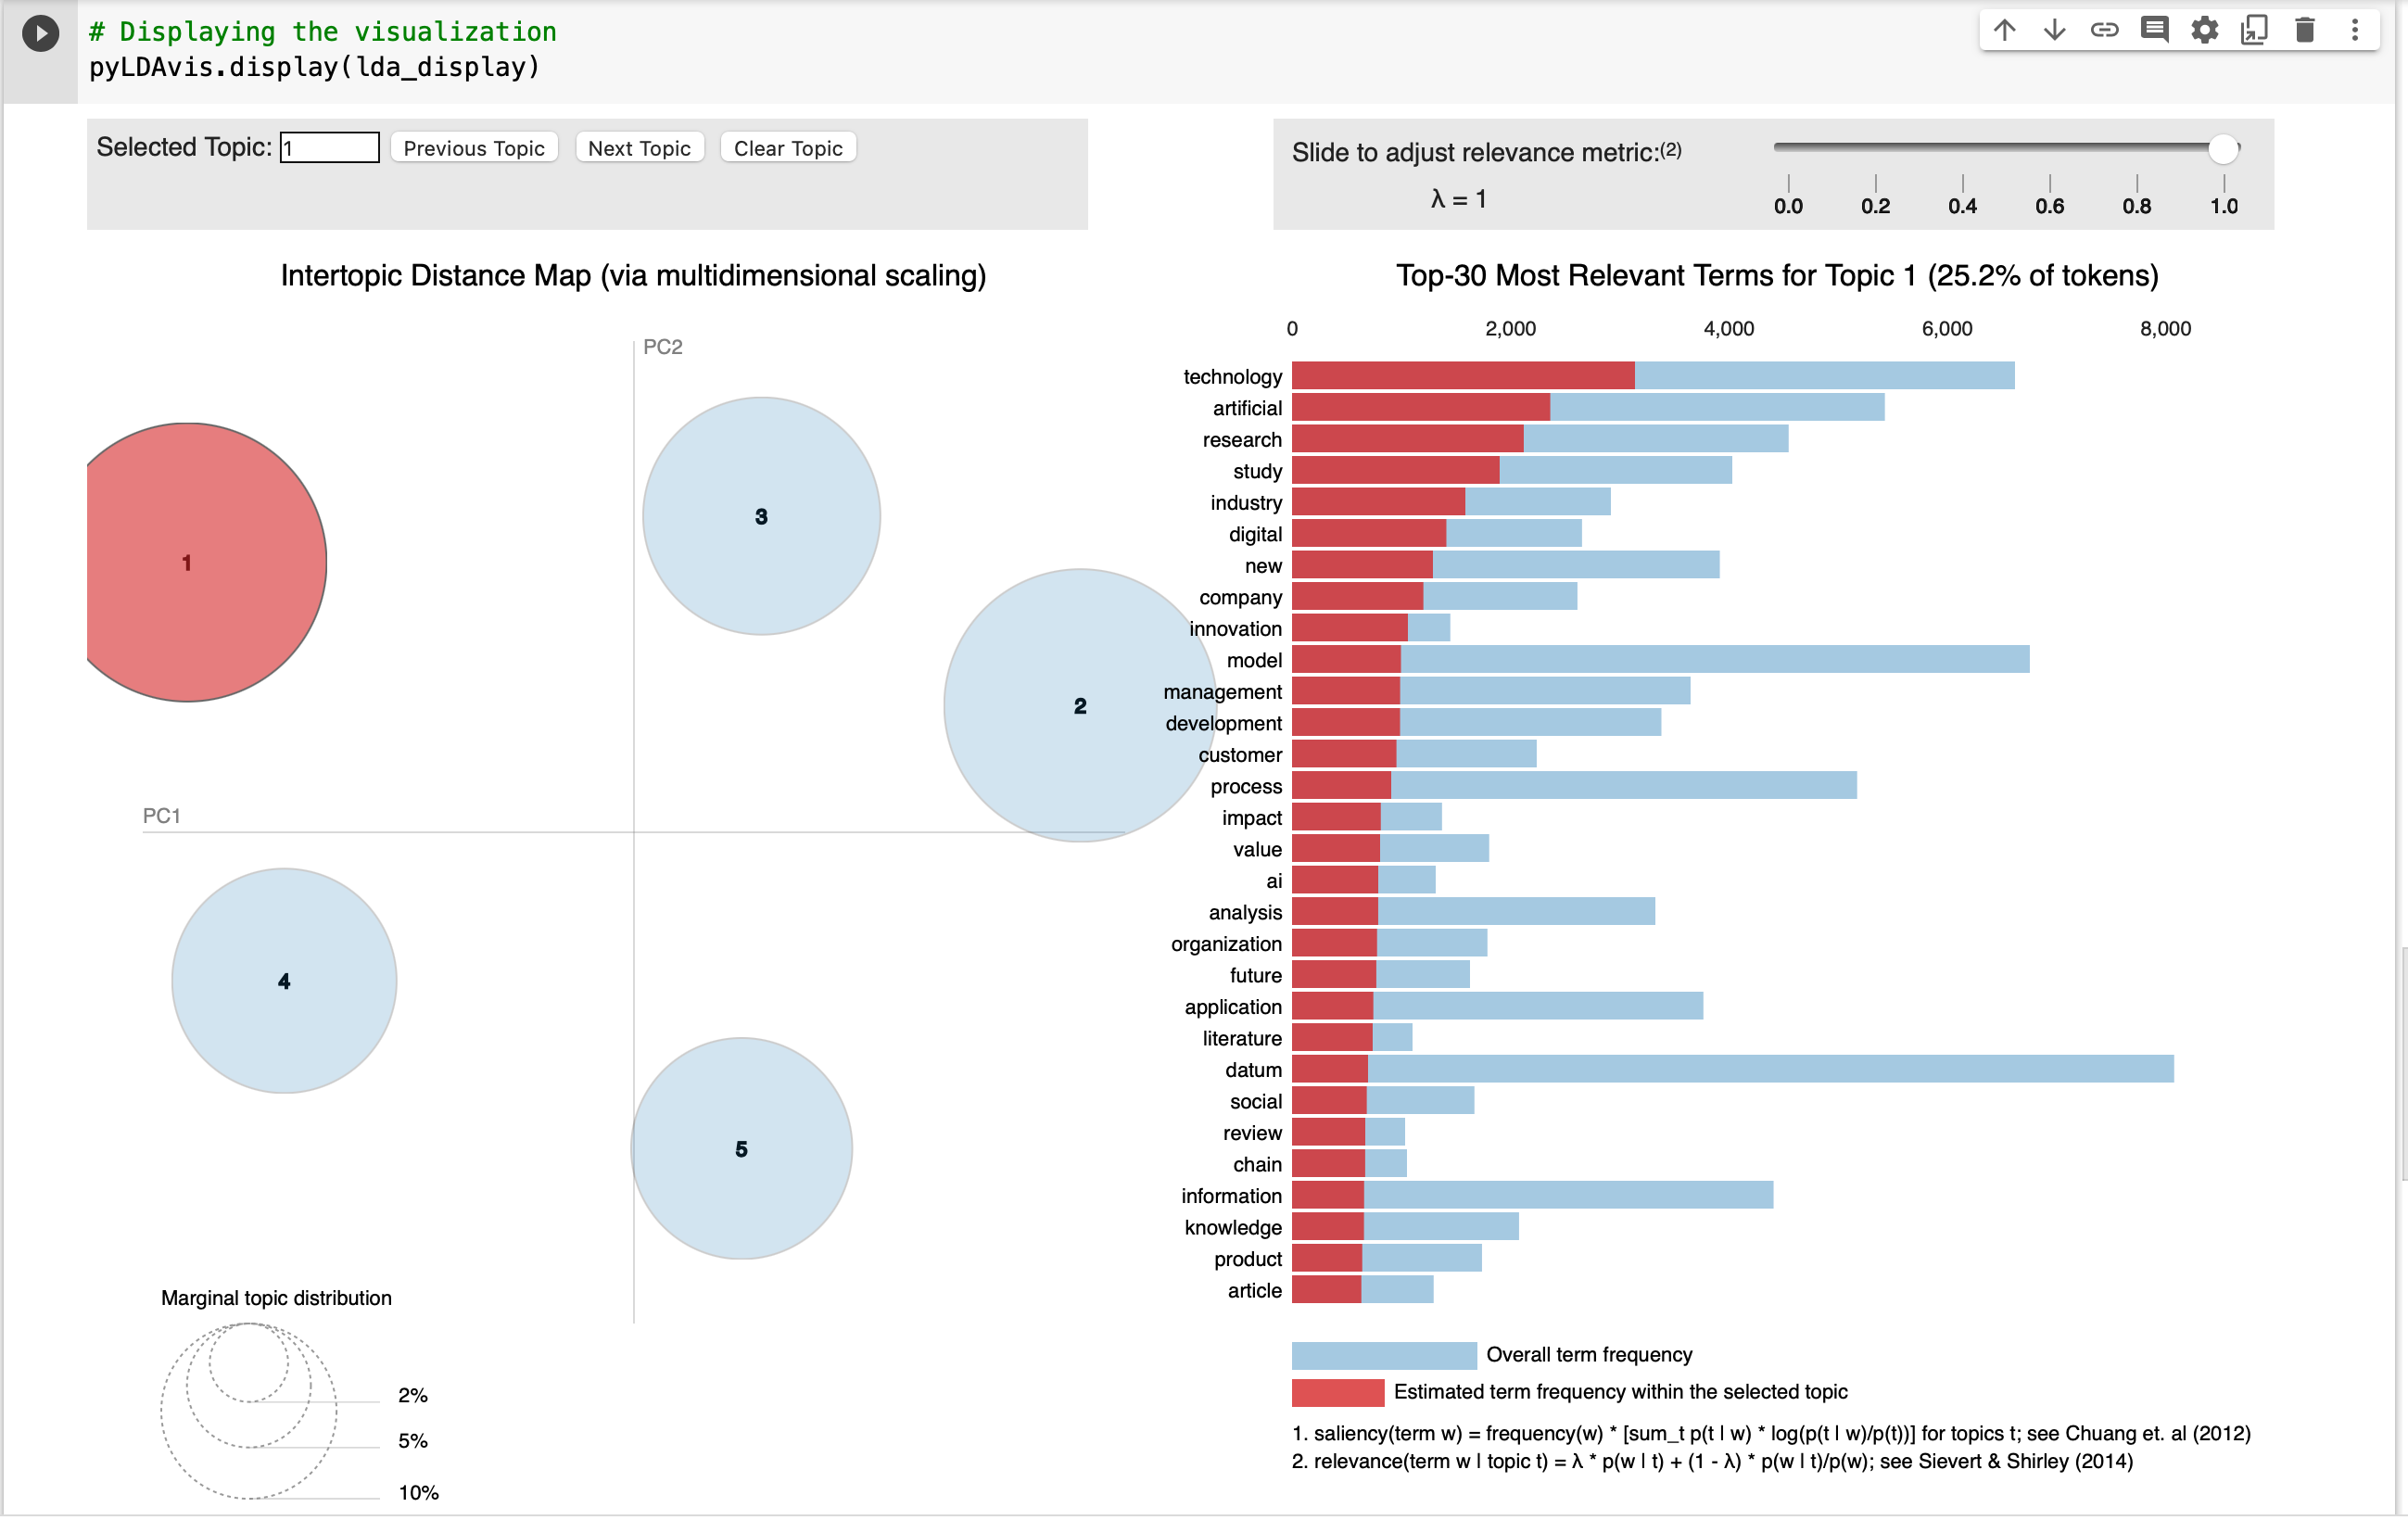 # Displaying the visualization
pyLDAvis.display(lda_display)
Selected Topic: 1 Previous Topic Next Topic Clear Topic
Slide to adjust relevance metric:(2)
λ = 1
0.0 0.2 0.4 0.6 0.8 1.0
Intertopic Distance Map (via multidimensional scaling)
PC2
PC1
1
3
2
4
5
Marginal topic distribution
2%
5%
10%
Top-30 Most Relevant Terms for Topic 1 (25.2% of tokens)
0 2,000 4,000 6,000 8,000
technology
artificial
research
study
industry
digital
new
company
innovation
model
management
development
customer
process
impact
value
ai
analysis
organization
future
application
literature
datum
social
review
chain
information
knowledge
product
article
Overall term frequency
Estimated term frequency within the selected topic
1. saliency(term w) = frequency(w) * [sum_t p(t | w) * log(p(t | w)/p(t))] for topics t; see Chuang et. al (2012)
2. relevance(term w | topic t) = λ * p(w | t) + (1 - λ) * p(w | t)/p(w); see Sievert & Shirley (2014)